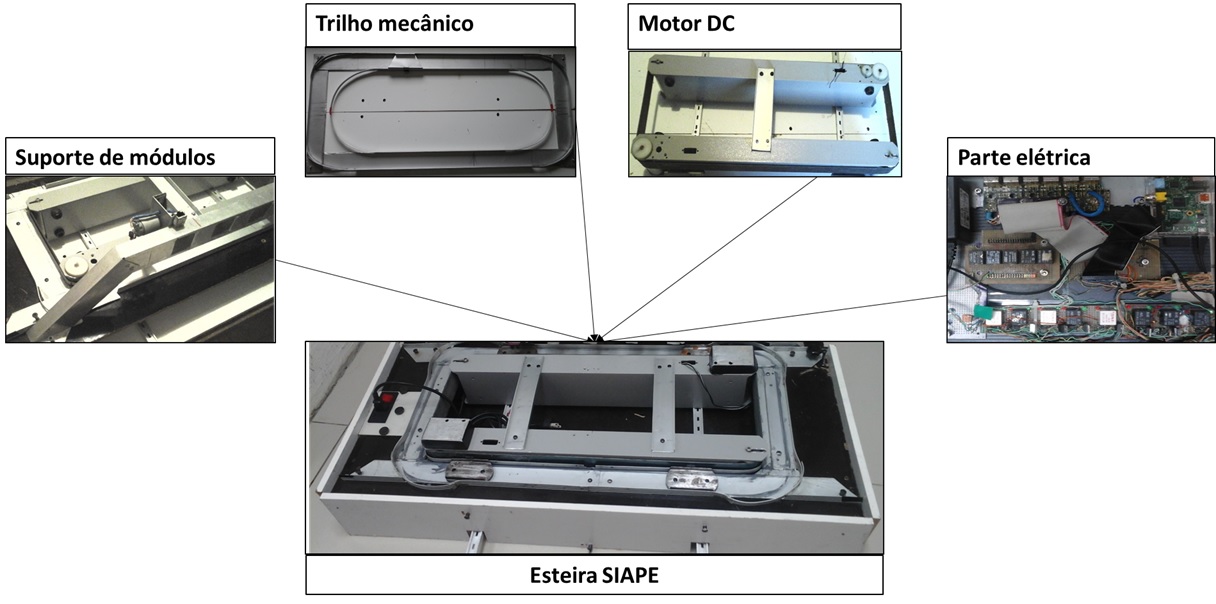 Trilho mecânico
Motor DC
Suporte de módulos
Parte elétrica
Esteira SIAPE